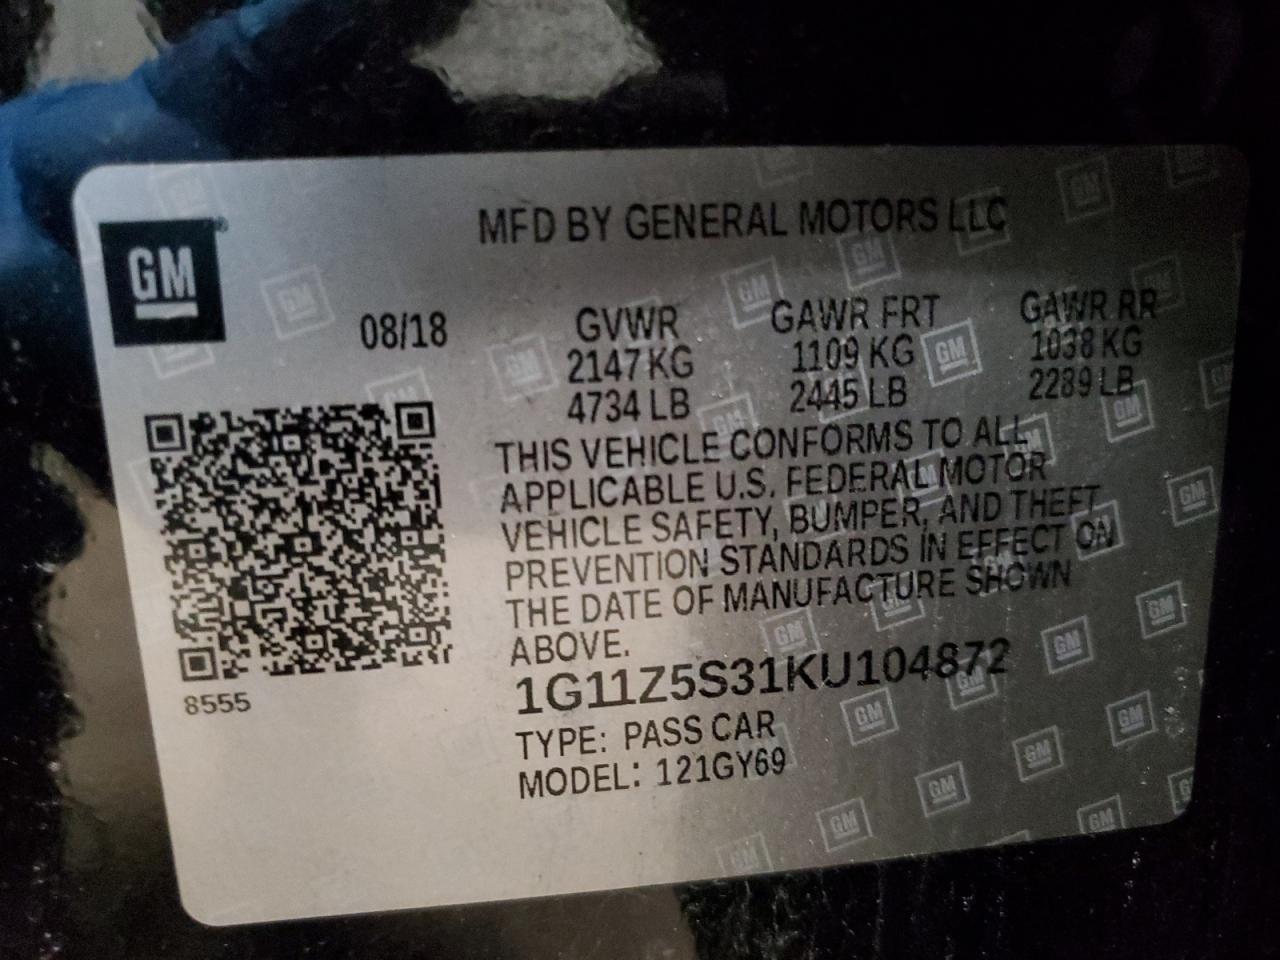 GM®
MFD BY GENERAL MOTORS LLC
08/18
GVWR GAWR FRT GAWR RR
2147 KG 1109 KG 1038 KG
4734 LB 2445 LB 2289 LB
THIS VEHICLE CONFORMS TO ALL
APPLICABLE U.S. FEDERAL MOTOR
VEHICLE SAFETY, BUMPER, AND THEFT
PREVENTION STANDARDS IN EFFECT ON
THE DATE OF MANUFACTURE SHOWN
ABOVE.
8555
1G11Z5S31KU104872
TYPE: PASS CAR
MODEL: 121GY69